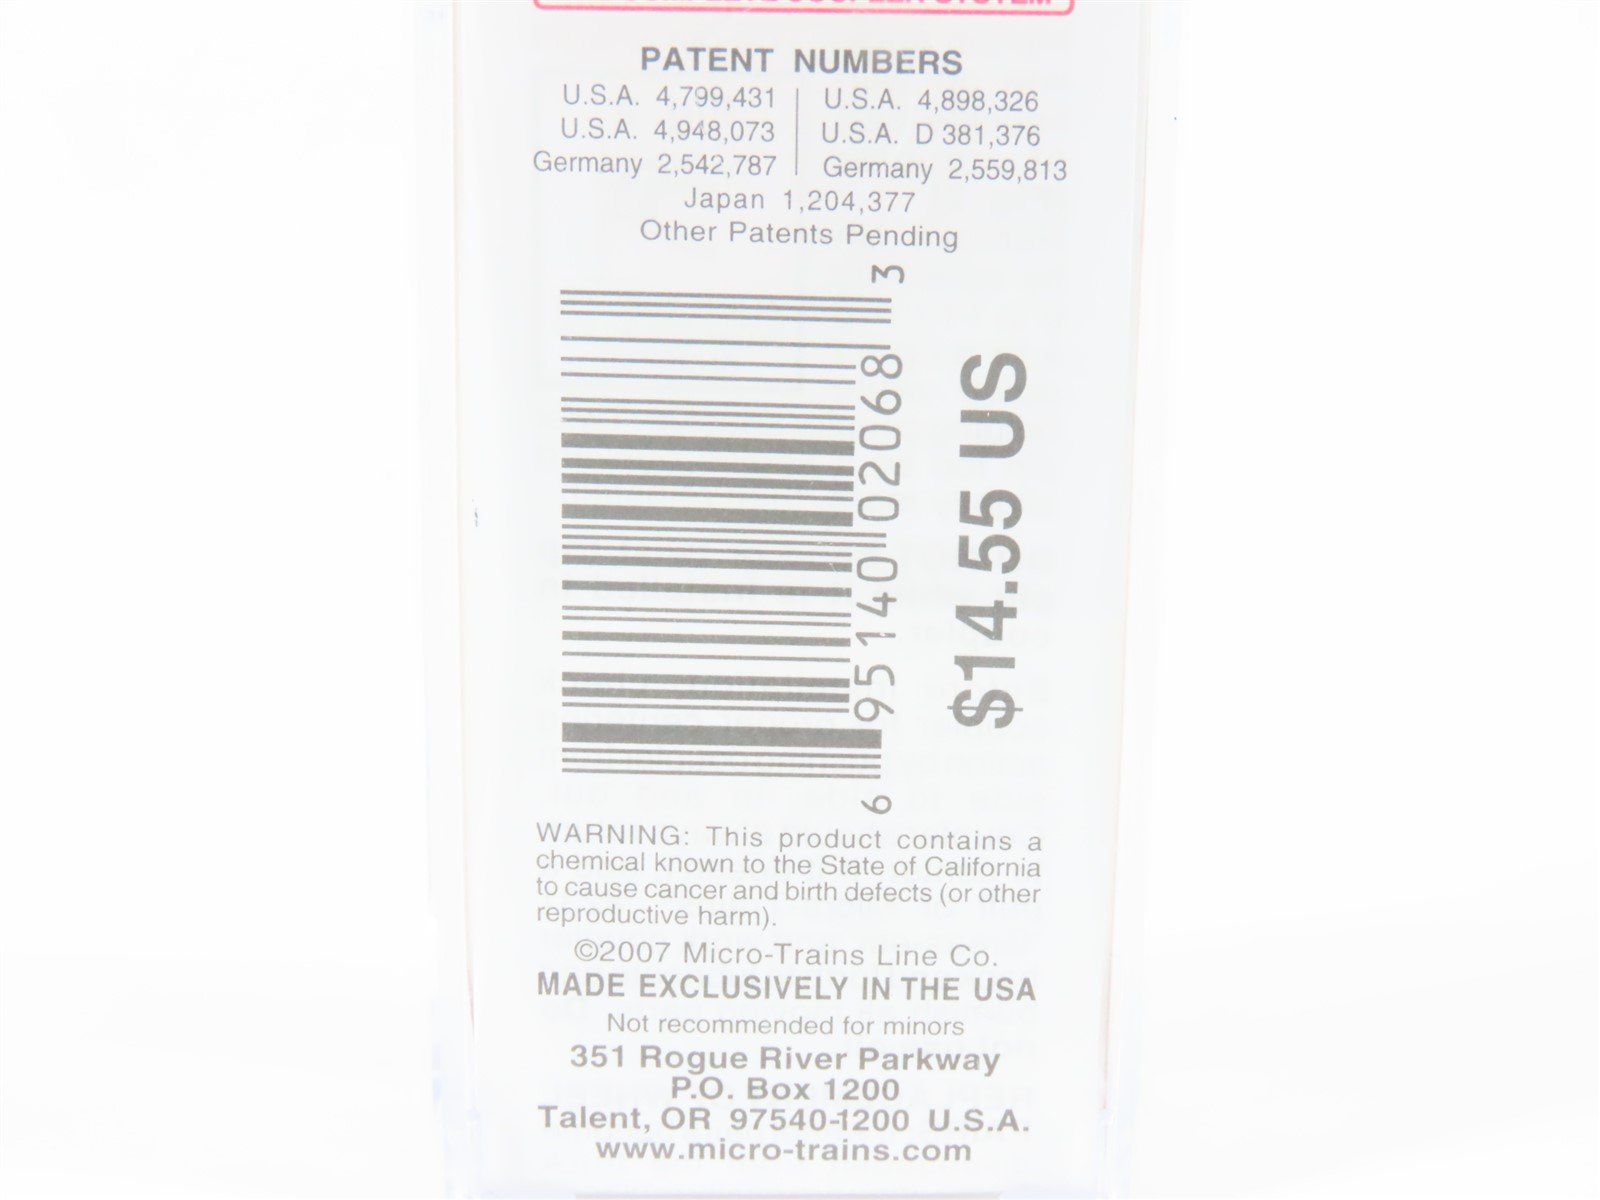 COUPLER SYSTEM
PATENT NUMBERS
U.S.A. 4,799,431 | U.S.A. 4,898,326
U.S.A. 4,948,073 | U.S.A. D 381,376
Germany 2,542,787 | Germany 2,559,813
Japan 1,204,377
Other Patents Pending
6 95140 02068 3
$14.55 US
WARNING: This product contains a
chemical known to the State of California
to cause cancer and birth defects (or other
reproductive harm).
©2007 Micro-Trains Line Co.
MADE EXCLUSIVELY IN THE USA
Not recommended for minors
351 Rogue River Parkway
P.O. Box 1200
Talent, OR 97540-1200 U.S.A.
www.micro-trains.com